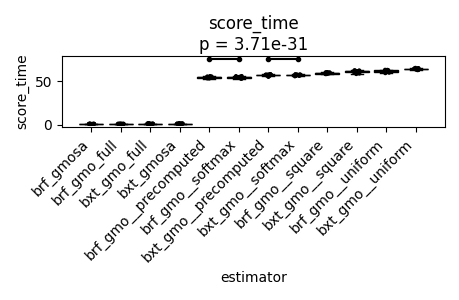 score_time
p = 3.71e-31
score_time
50
0
brf_gmosa
brf_gmo_full
bxt_gmo_full
bxt_gmosa
brf_gmo__precomputed
brf_gmo__softmax
bxt_gmo__precomputed
bxt_gmo__softmax
brf_gmo__square
bxt_gmo__square
brf_gmo__uniform
bxt_gmo__uniform
estimator